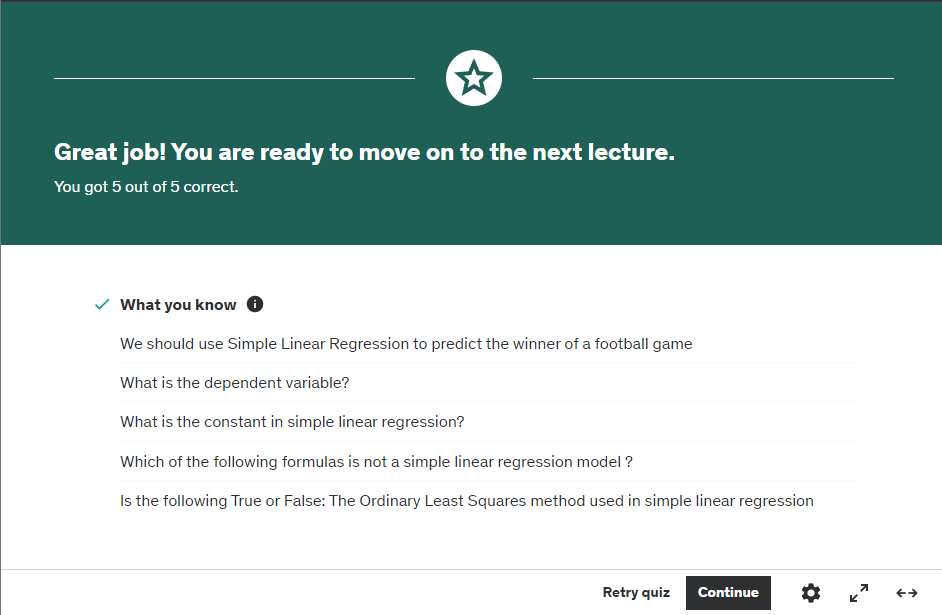 Great job! You are ready to move on to the next lecture.
You got 5 out of 5 correct.
What you know
We should use Simple Linear Regression to predict the winner of a football game
What is the dependent variable?
What is the constant in simple linear regression?
Which of the following formulas is not a simple linear regression model ?
Is the following True or False: The Ordinary Least Squares method used in simple linear regression
Retry quiz
Continue